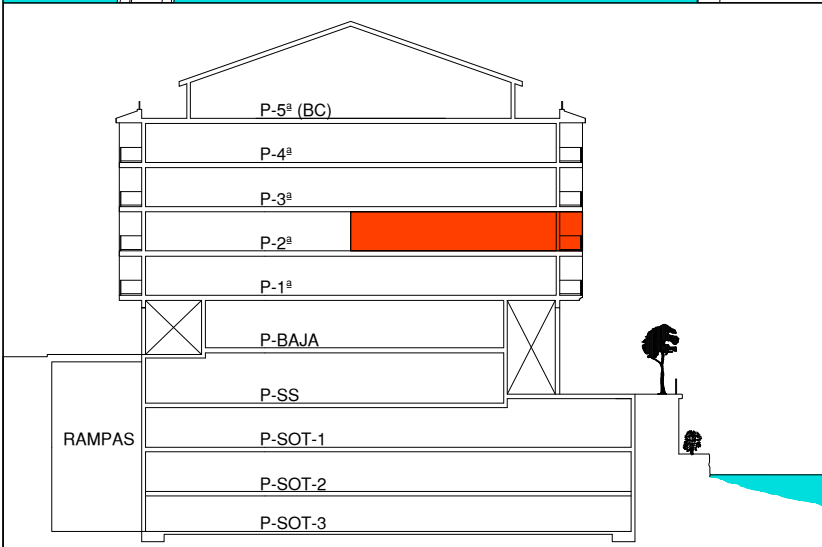 P-5ª (BC)
P-4ª
P-3ª
P-2ª
P-1ª
P-BAJA
P-SS
RAMPAS
P-SOT-1
P-SOT-2
P-SOT-3